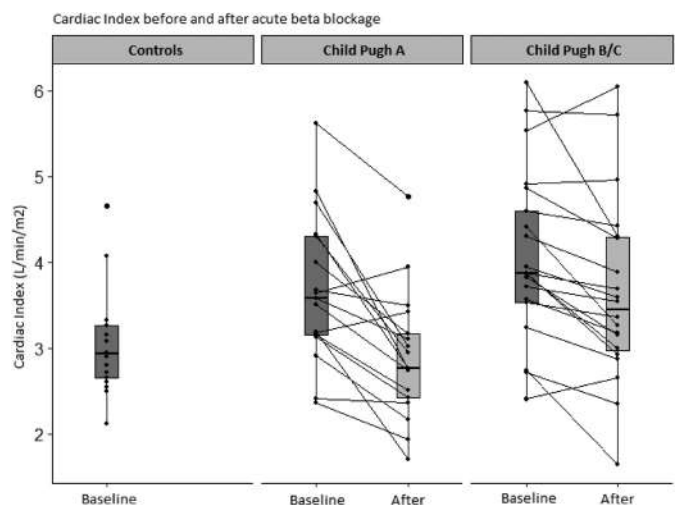 Cardiac Index before and after acute beta blockage
Controls
Child Pugh A
Child Pugh B/C
Cardiac Index (L/min/m2)
6
5
4
3
2
Baseline
Baseline
After
Baseline
After